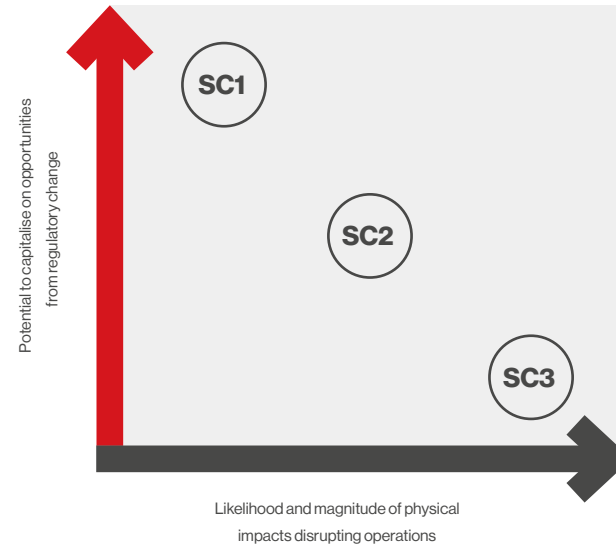 Potential to capitalise on opportunities
from regulatory change
SC1
SC2
SC3
Likelihood and magnitude of physical
impacts disrupting operations